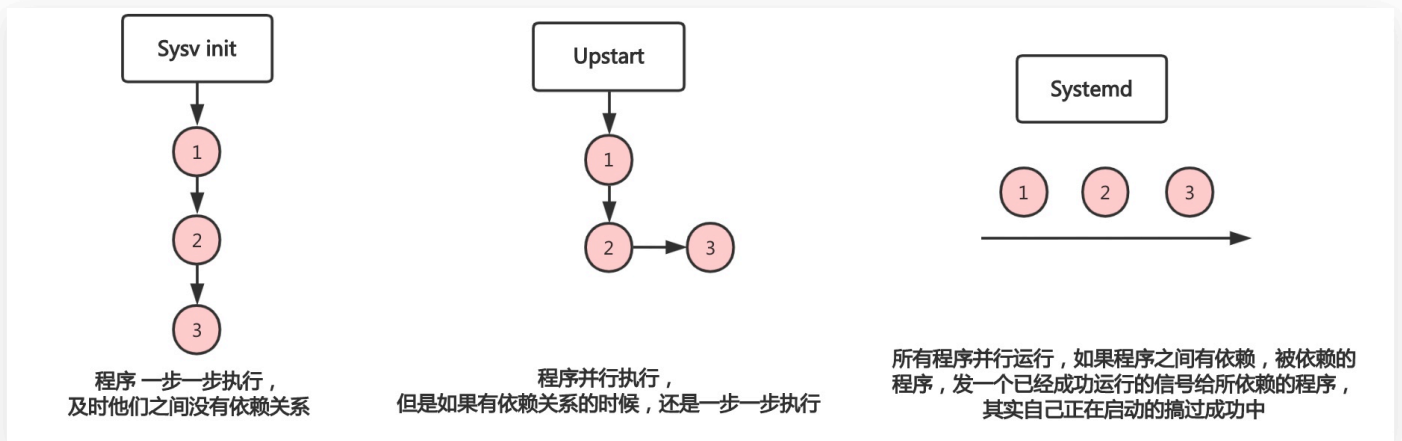 Sysv init
1
2
3
程序 一步一步执行，
及时他们之间没有依赖关系
Upstart
1
2
3
程序并行执行，
但是如果有依赖关系的时候，还是一步一步执行
Systemd
1
2
3
所有程序并行运行，如果程序之间有依赖，被依赖的
程序，发一个已经成功运行的信号给所依赖的程序，
其实自己正在启动的搞过成功中